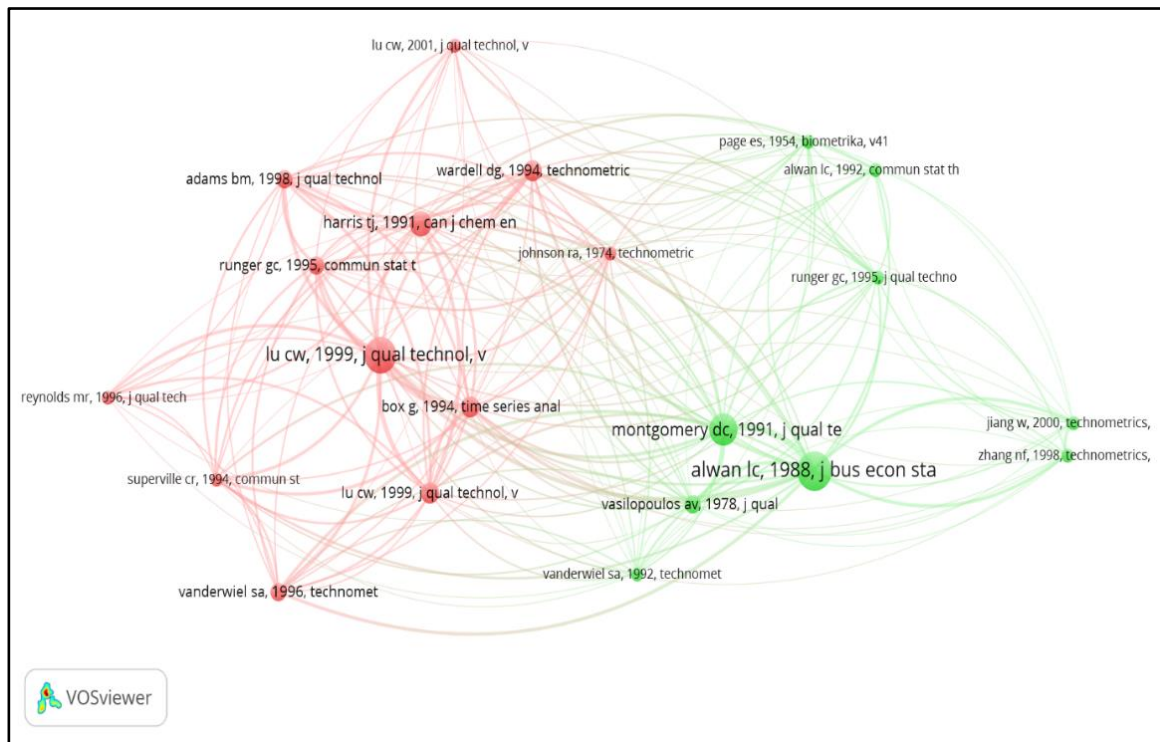 lu cw, 2001, j qual technol, v
page es, 1954, biometrika, v41
alwan lc, 1992, commun stat th
wardell dg, 1994, technometric
adams bm, 1998, j qual technol
harris tj, 1991, can j chem en
johnson ra, 1974, technometric
runger gc, 1995, commun stat t
runger gc, 1995, j qual techno
lu cw, 1999, j qual technol, v
reynolds mr, 1996, j qual tech
box g, 1994, time series anal
jiang w, 2000, technometrics,
montgomery dc, 1991, j qual te
zhang nf, 1998, technometrics,
alwan lc, 1988, j bus econ sta
superville cr, 1994, commun st
lu cw, 1999, j qual technol, v
vasilopoulos av, 1978, j qual
vanderwiel sa, 1992, technomet
vanderwiel sa, 1996, technomet
VOSviewer